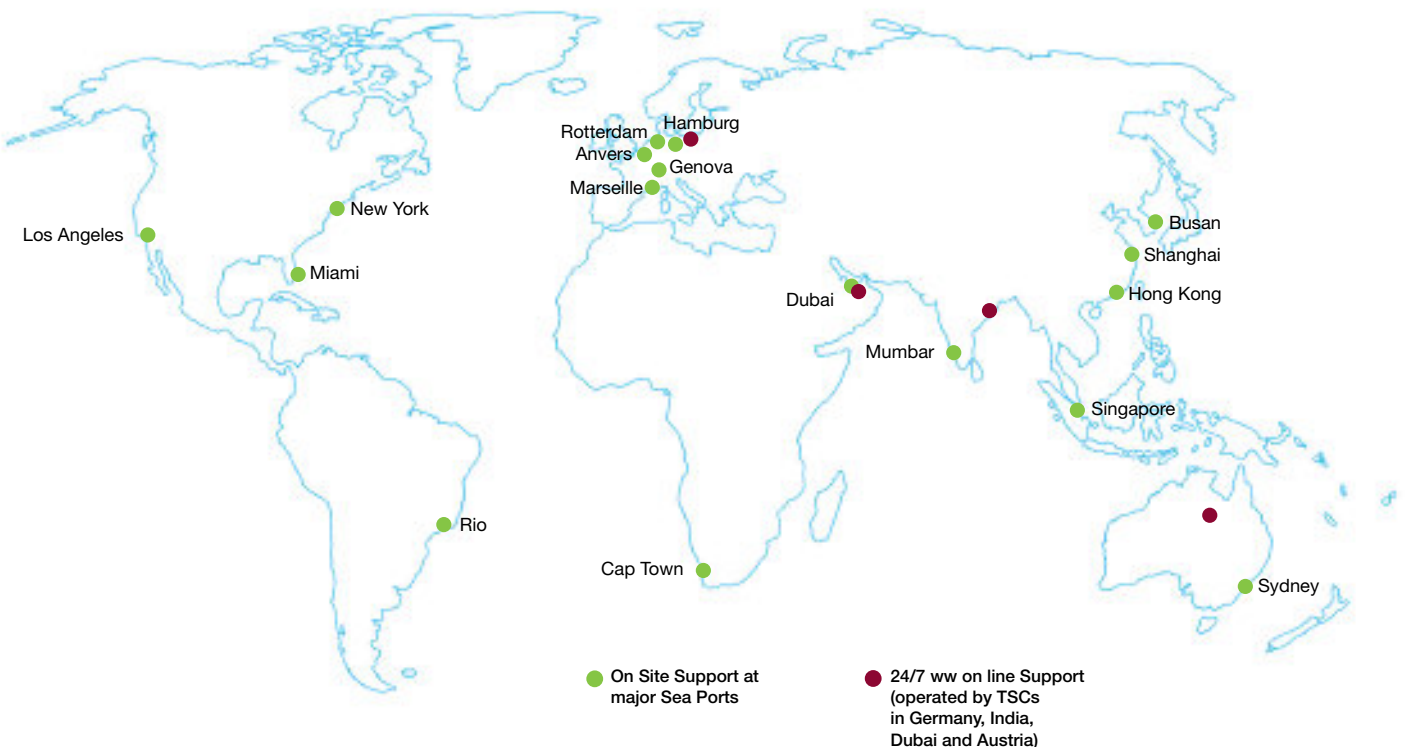 Hamburg
Rotterdam
Anvers
Genova
Marseille
New York
Los Angeles
Miami
Busan
Shanghai
Hong Kong
Dubai
Mumbar
Singapore
Rio
Cap Town
Sydney
On Site Support at
major Sea Ports
24/7 ww on line Support
(operated by TSCs
in Germany, India,
Dubai and Austria)